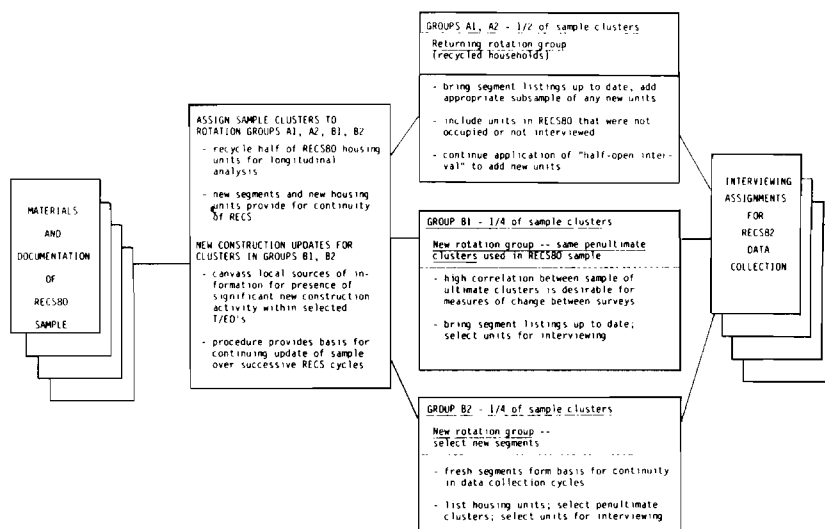 MATERIALS
AND
DOCUMENTATION
OF
RECS80
SAMPLE
ASSIGN SAMPLE CLUSTERS TO
ROTATION GROUPS A1, A2, B1, B2
- recycle half of RECS80 housing
units for longitudinal
analysis
- new segments and new housing
units provide for continuity
of RECS
NEW CONSTRUCTION UPDATES FOR
CLUSTERS IN GROUPS B1, B2
- canvass local sources of in-
formation for presence of
significant new construction
activity within selected
T/ED's
- procedure provides basis for
continuing update of sample
over successive RECS cycles
GROUPS A1, A2 - 1/2 of sample clusters
Returning rotation group
(recycled households)
- bring segment listings up to date, add
appropriate subsample of any new units
- include units in RECS80 that were not
occupied or not interviewed
- continue application of "half-open inter-
val" to add new units
GROUP B1 - 1/4 of sample clusters
New rotation group -- same penultimate
clusters used in RECS80 sample
- high correlation between sample of
ultimate clusters is desirable for
measures of change between surveys
- bring segment listings up to date;
select units for interviewing
GROUP B2 - 1/4 of sample clusters
New rotation group --
select new segments
- fresh segments form basis for continuity
in data collection cycles
- list housing units; select penultimate
clusters; select units for interviewing
INTERVIEWING
ASSIGNMENTS
FOR
RECS82
DATA
COLLECTION